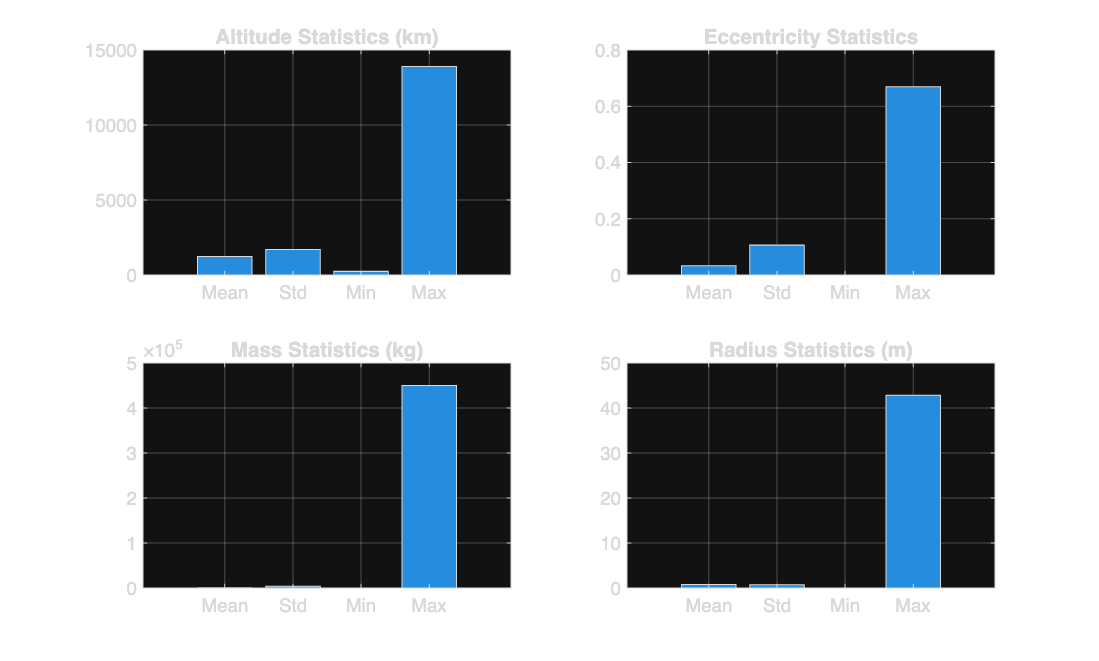 Altitude Statistics (km)
15000
10000
5000
0
Mean Std Min Max
Eccentricity Statistics
0.8
0.6
0.4
0.2
0
Mean Std Min Max
×10⁵
Mass Statistics (kg)
5
4
3
2
1
0
Mean Std Min Max
Radius Statistics (m)
50
40
30
20
10
0
Mean Std Min Max